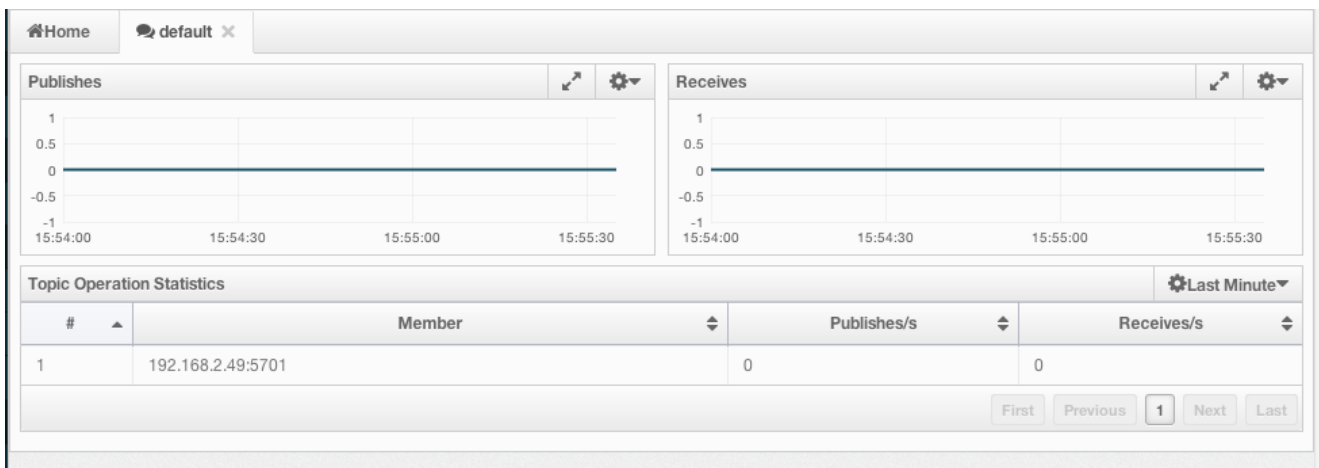 Home default
Publishes
1
0.5
0
-0.5
-1
15:54:00 15:54:30 15:55:00 15:55:30
Receives
1
0.5
0
-0.5
-1
15:54:00 15:54:30 15:55:00 15:55:30
Topic Operation Statistics Last Minute
# Member Publishes/s Receives/s
1 192.168.2.49:5701 0 0
First Previous 1 Next Last